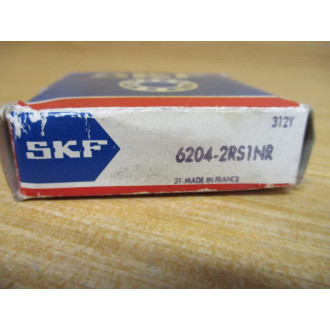 312Y
SKF
6204-2RS1NR
21-MADE IN FRANCE